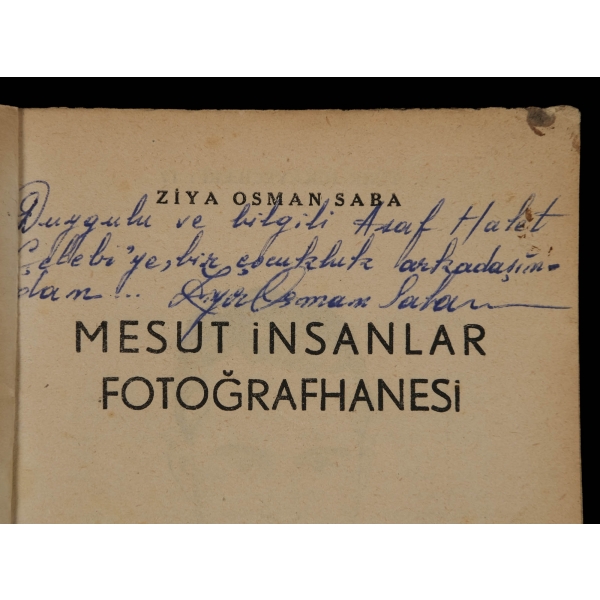 ZİYA OSMAN SABA
Duygulu ve bilgili Asaf Halet
Çelebi'ye, bir çocukluk arkadaşın-
dan... Ziya Osman Saba
MESUT İNSANLAR
FOTOĞRAFHANESİ